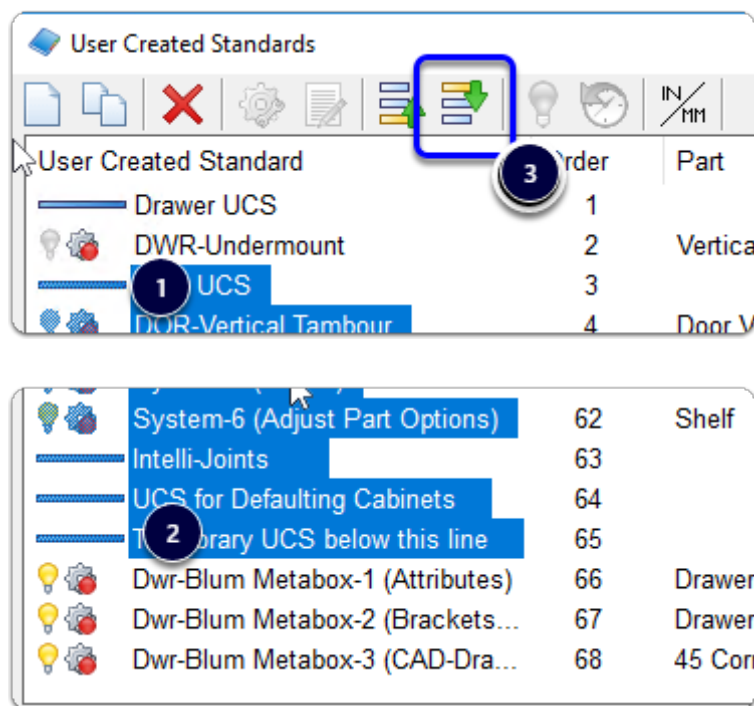 User Created Standards
IN/MM
User Created Standard Order Part
3
Drawer UCS 1
DWR-Undermount 2 Vertica
1 UCS 3
DOR-Vertical Tambour 4 Door V
System-6 (Adjust Part Options) 62 Shelf
Intelli-Joints 63
UCS for Defaulting Cabinets 64
2 UCS below this line 65
Dwr-Blum Metabox-1 (Attributes) 66 Drawer
Dwr-Blum Metabox-2 (Brackets... 67 Drawer
Dwr-Blum Metabox-3 (CAD-Dra... 68 45 Cor